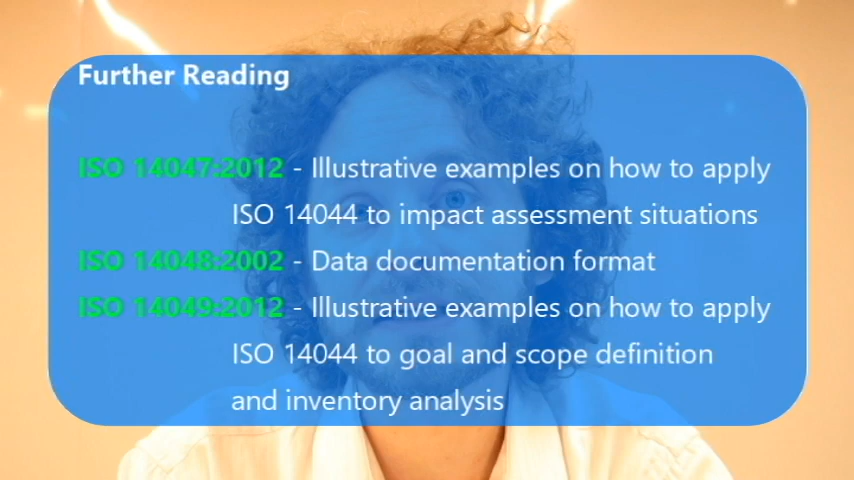 Further Reading
ISO 14047:2012 - Illustrative examples on how to apply
ISO 14044 to impact assessment situations
ISO 14048:2002 - Data documentation format
ISO 14049:2012 - Illustrative examples on how to apply
ISO 14044 to goal and scope definition
and inventory analysis